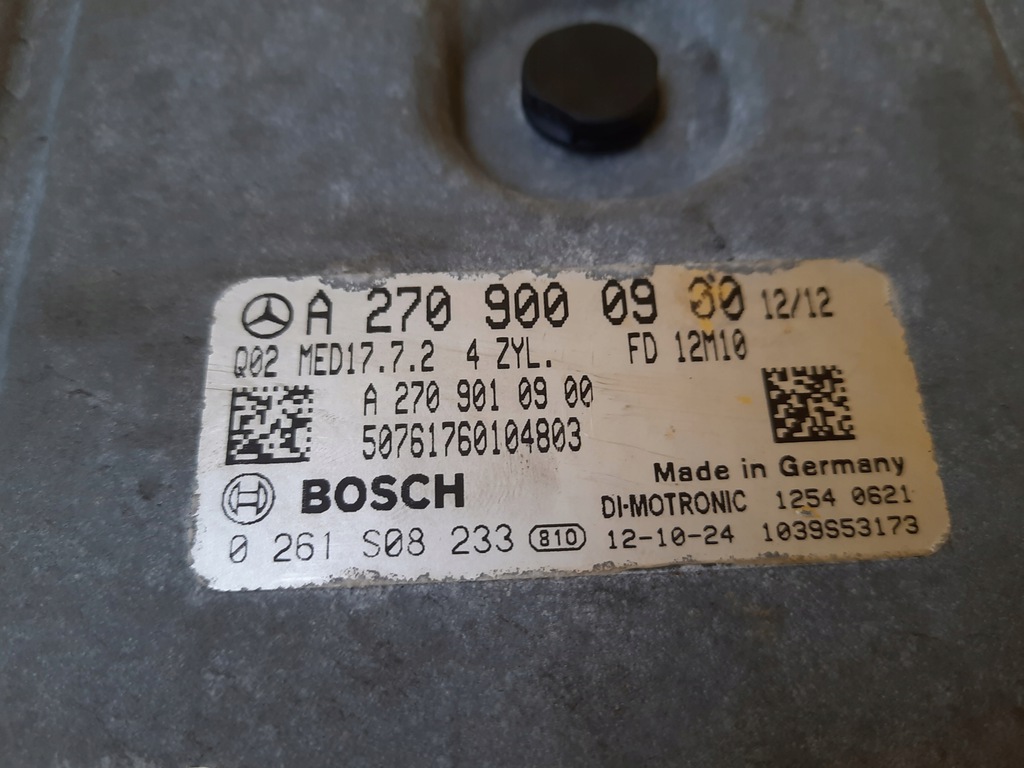 A 270 900 09 00 12/12
Q02 MED17.7.2 4 ZYL. FD 12M10
A 270 901 09 00
50761760104803
Made in Germany
BOSCH
DI-MOTRONIC 1254 0621
0 261 S08 233 810 12-10-24 1039S53173